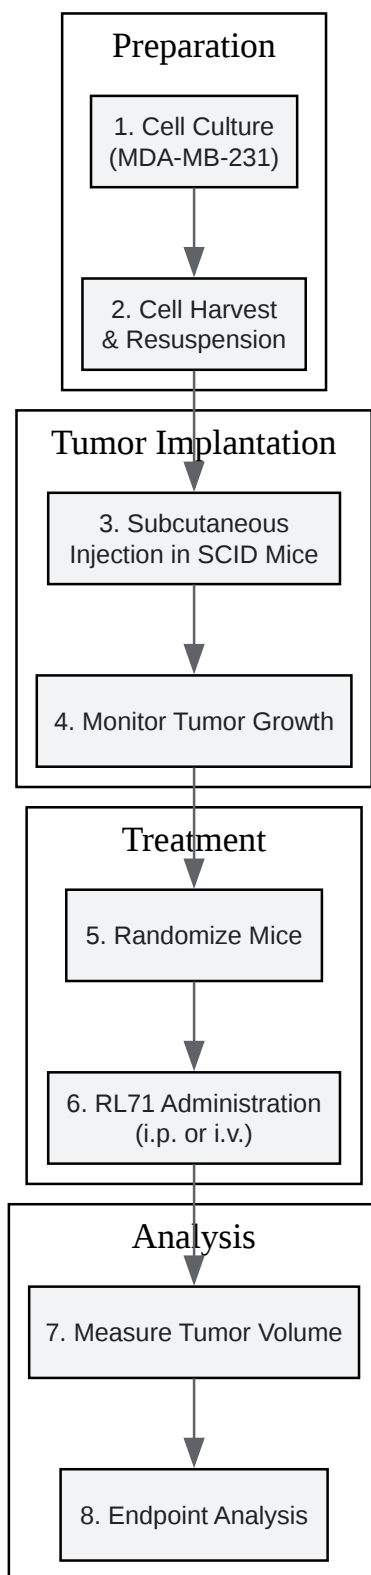 Preparation
1. Cell Culture
(MDA-MB-231)
2. Cell Harvest
& Resuspension
Tumor Implantation
3. Subcutaneous
Injection in SCID Mice
4. Monitor Tumor Growth
Treatment
5. Randomize Mice
6. RL71 Administration
(i.p. or i.v.)
Analysis
7. Measure Tumor Volume
8. Endpoint Analysis